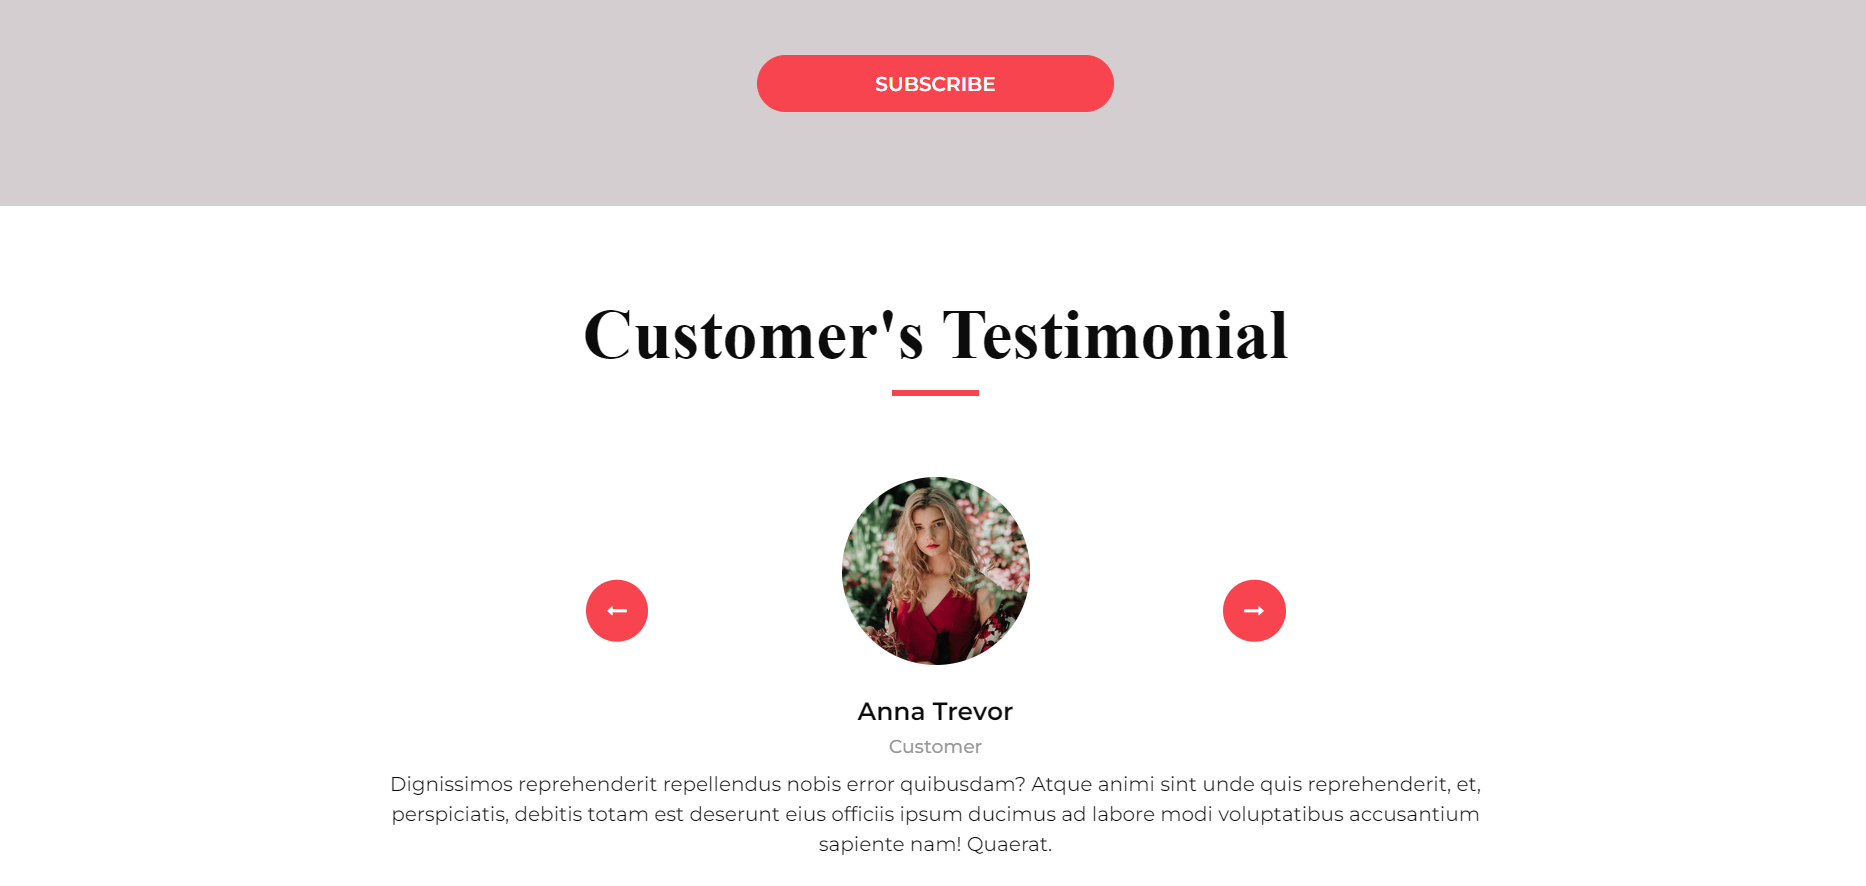 SUBSCRIBE
Customer's Testimonial
Anna Trevor
Customer
Dignissimos reprehenderit repellendus nobis error quibusdam? Atque animi sint unde quis reprehenderit, et,
perspiciatis, debitis totam est deserunt eius officiis ipsum ducimus ad labore modi voluptatibus accusantium
sapiente nam! Quaerat.